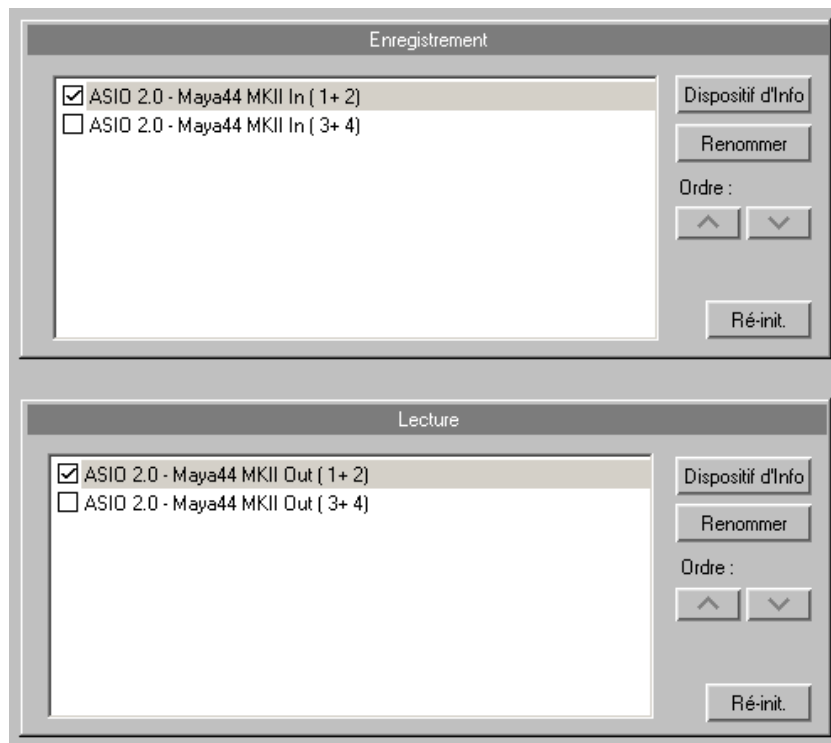 Enregistrement
ASIO 2.0 - Maya44 MKII In ( 1+ 2)
ASIO 2.0 - Maya44 MKII In ( 3+ 4)
Dispositif d'Info
Renommer
Ordre :
Ré-init.
Lecture
ASIO 2.0 - Maya44 MKII Out ( 1+ 2)
ASIO 2.0 - Maya44 MKII Out ( 3+ 4)
Dispositif d'Info
Renommer
Ordre :
Ré-init.